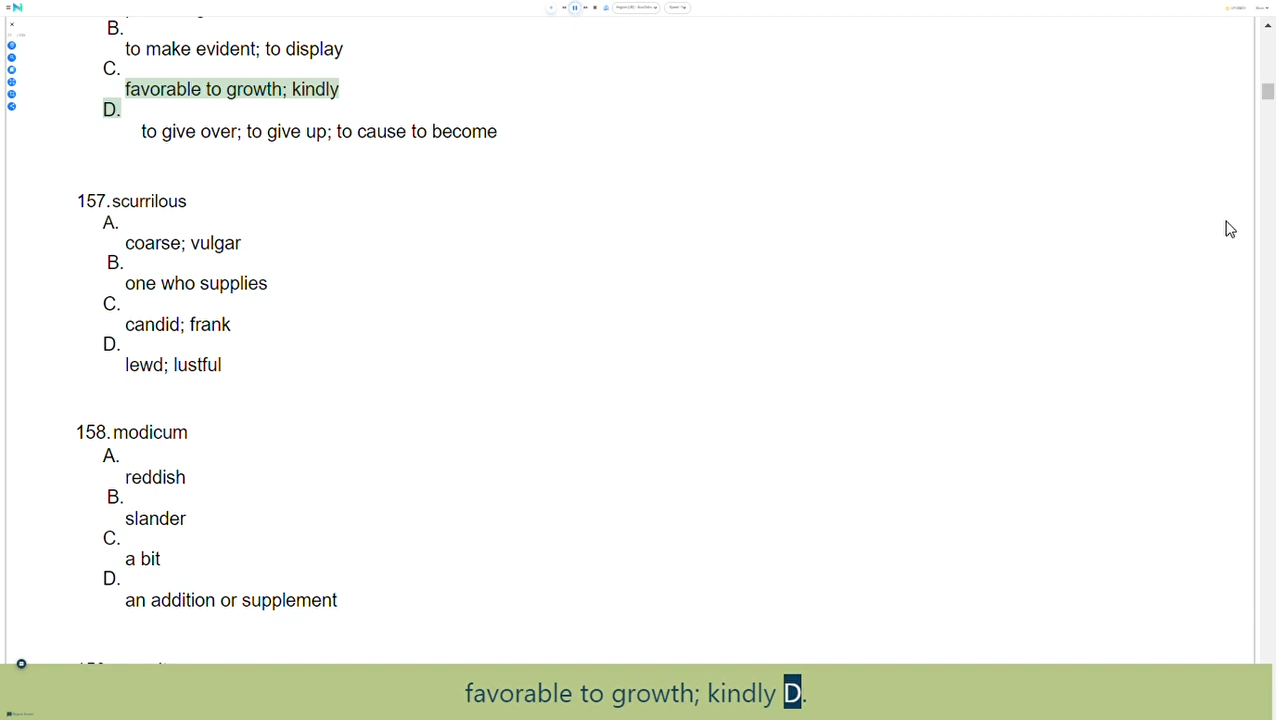 B.
to make evident; to display
C.
favorable to growth; kindly
D.
to give over; to give up; to cause to become
157. scurrilous
A.
coarse; vulgar
B.
one who supplies
C.
candid; frank
D.
lewd; lustful
158. modicum
A.
reddish
B.
slander
C.
a bit
D.
an addition or supplement
favorable to growth; kindly D.